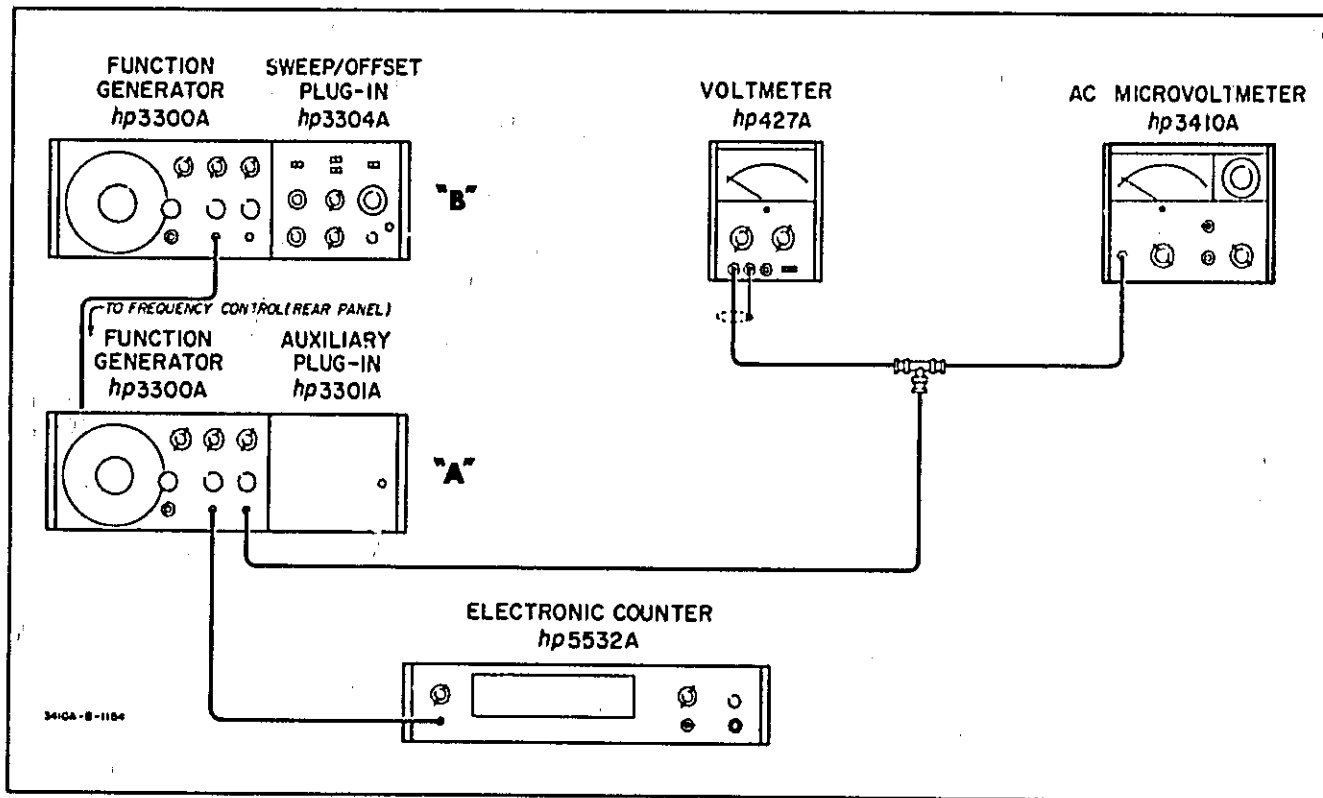 FUNCTION
GENERATOR
hp3300A
SWEEP/OFFSET
PLUG-IN
hp3304A
VOLTMETER
hp427A
AC MICROVOLTMETER
hp3410A
"B"
TO FREQUENCY CONTROL(REAR PANEL)
FUNCTION
GENERATOR
hp3300A
AUXILIARY
PLUG-IN
hp3301A
"A"
ELECTRONIC COUNTER
hp5532A
3410A-B-1184